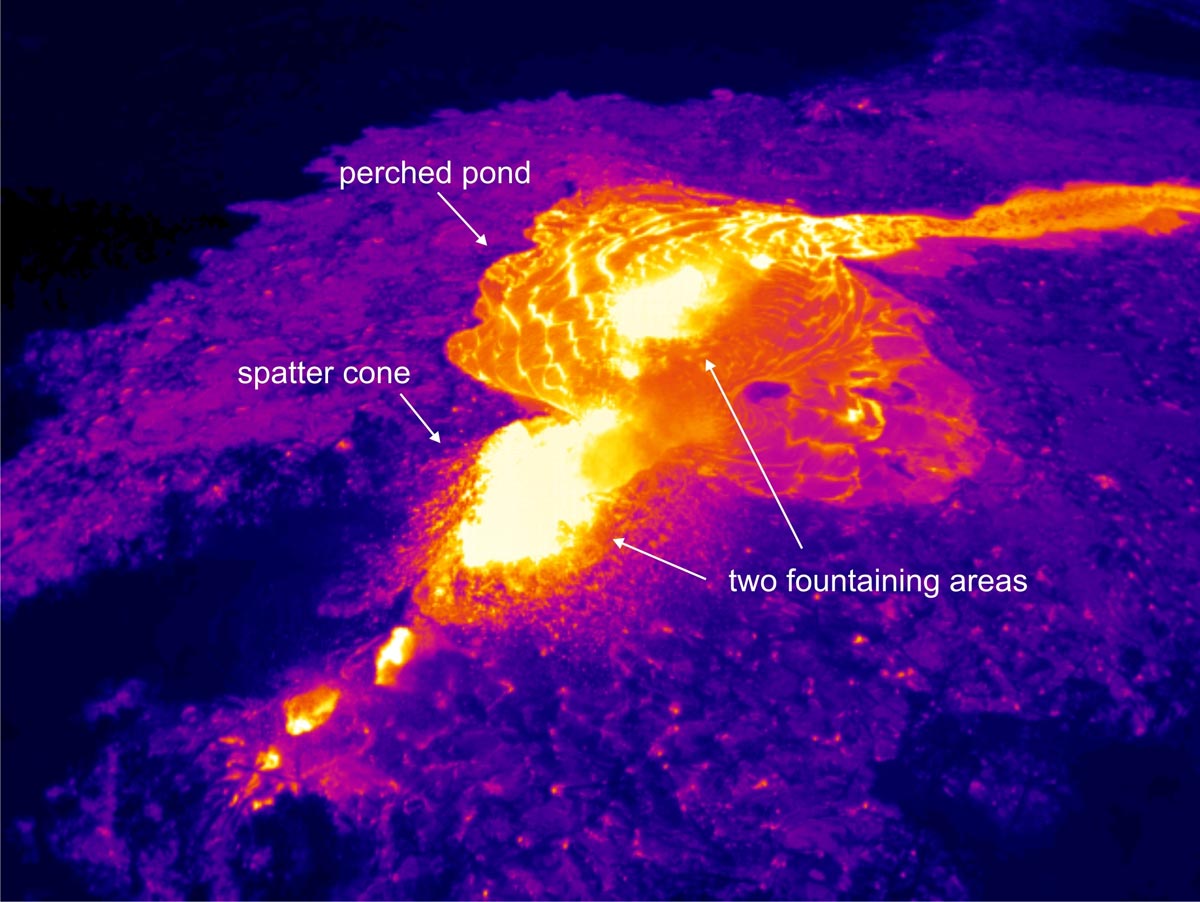 perched pond
spatter cone
two fountaining areas